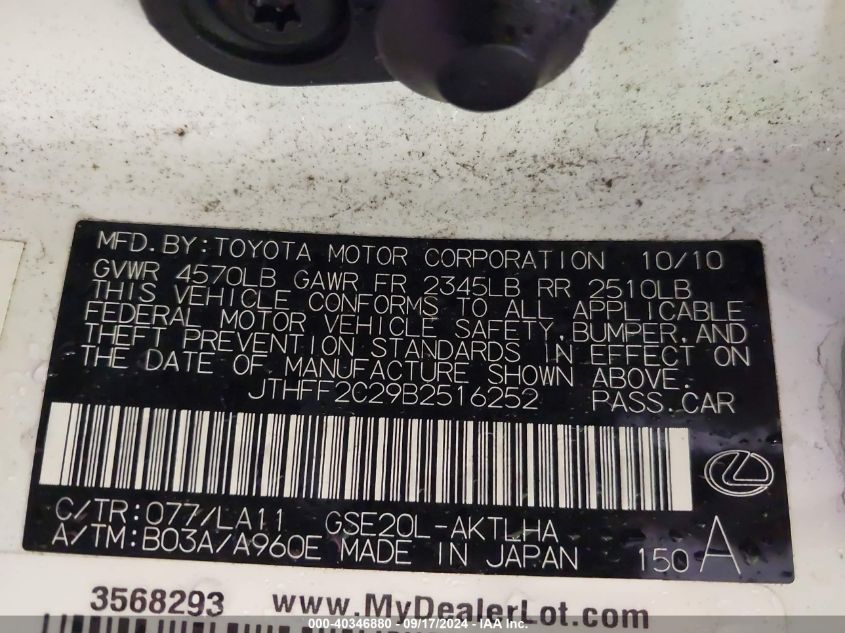 MFD.BY:TOYOTA MOTOR CORPORATION 10/10
GVWR 4570LB GAWR FR 2345LB RR 2510LB
THIS VEHICLE CONFORMS TO ALL APPLICABLE
FEDERAL MOTOR VEHICLE SAFETY,BUMPER,AND
THEFT PREVENTION STANDARDS IN EFFECT ON
THE DATE OF MANUFACTURE SHOWN ABOVE.
JTHFF2C29B2516252 PASS.CAR
C/TR:077/LA11 GSE20L-AKTLHA
A/TM:B03A/A960E MADE IN JAPAN 150 A
3568293 www.MyDealerLot.com
000-40346880 - 09/17/2024 - IAAI.com